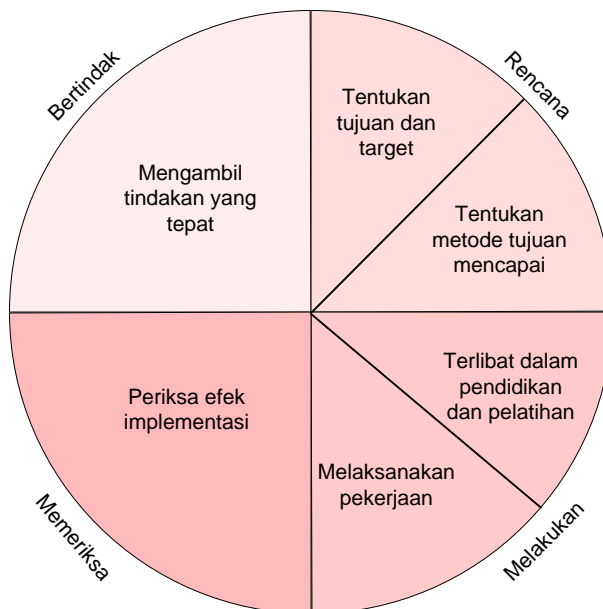 Bertindak
Rencana
Tentukan
tujuan dan
target
Mengambil
tindakan yang
tepat
Tentukan
metode tujuan
mencapai
Terlibat dalam
pendidikan
dan pelatihan
Periksa efek
implementasi
Melaksanakan
pekerjaan
Memeriksa
Melakukan